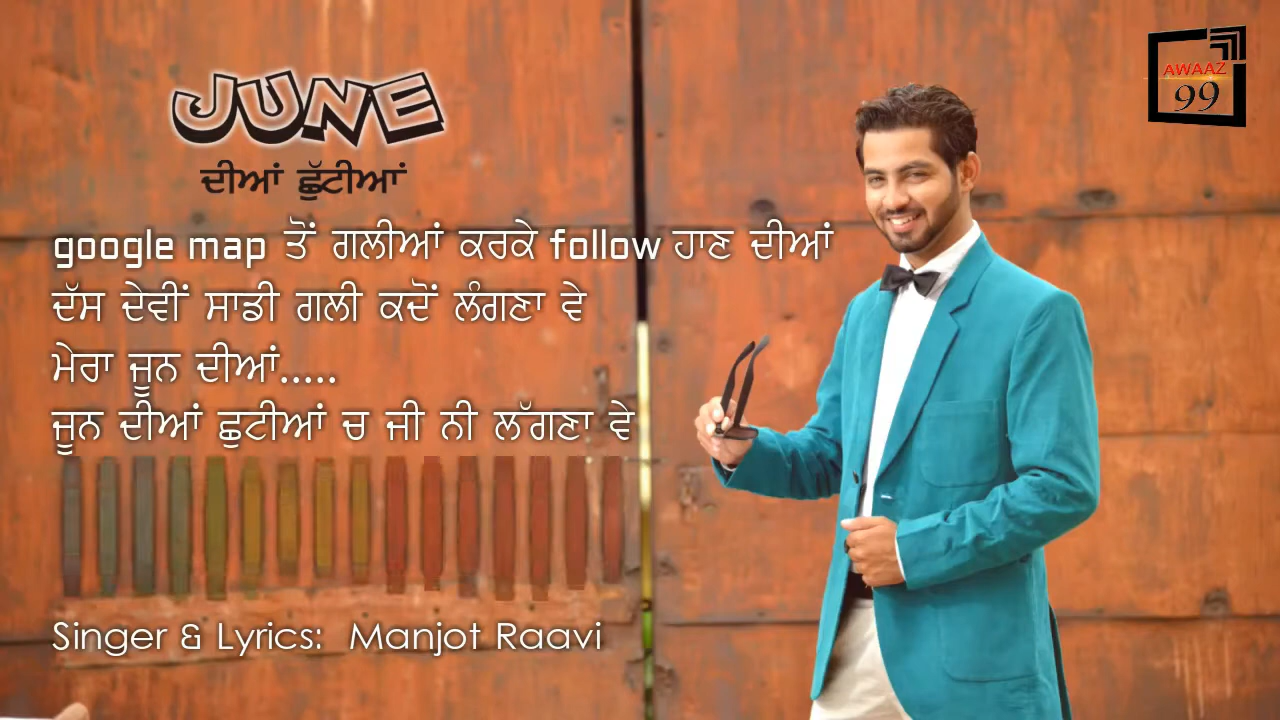 JUNE
ਦੀਆਂ ਛੁੱਟੀਆਂ
AWAAZ
99
google map ਤੋਂ ਗਲੀਆਂ ਕਰਕੇ follow ਹਾਣ ਦੀਆਂ
ਦੱਸ ਦੇਵੀਂ ਸਾਡੀ ਗਲੀ ਕਦੋਂ ਲੰਗਣਾ ਵੇ
ਮੇਰਾ ਜੂਨ ਦੀਆਂ.....
ਜੂਨ ਦੀਆਂ ਛੁਟੀਆਂ ਚ ਜੀ ਨੀ ਲੱਗਣਾ ਵੇ
Singer & Lyrics: Manjot Raavi